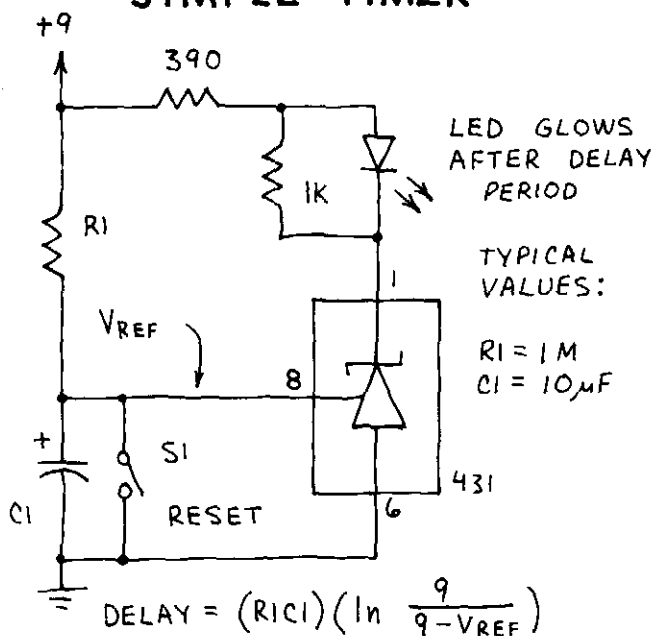 SIMPLE TIMER
+9
390
LED GLOWS
AFTER DELAY
PERIOD
1K
R1
TYPICAL
VALUES:
1
VREF
R1 = 1M
C1 = 10µF
8
+
S1
C1
RESET
431
6
DELAY = (R1C1)(ln 9/(9-VREF))